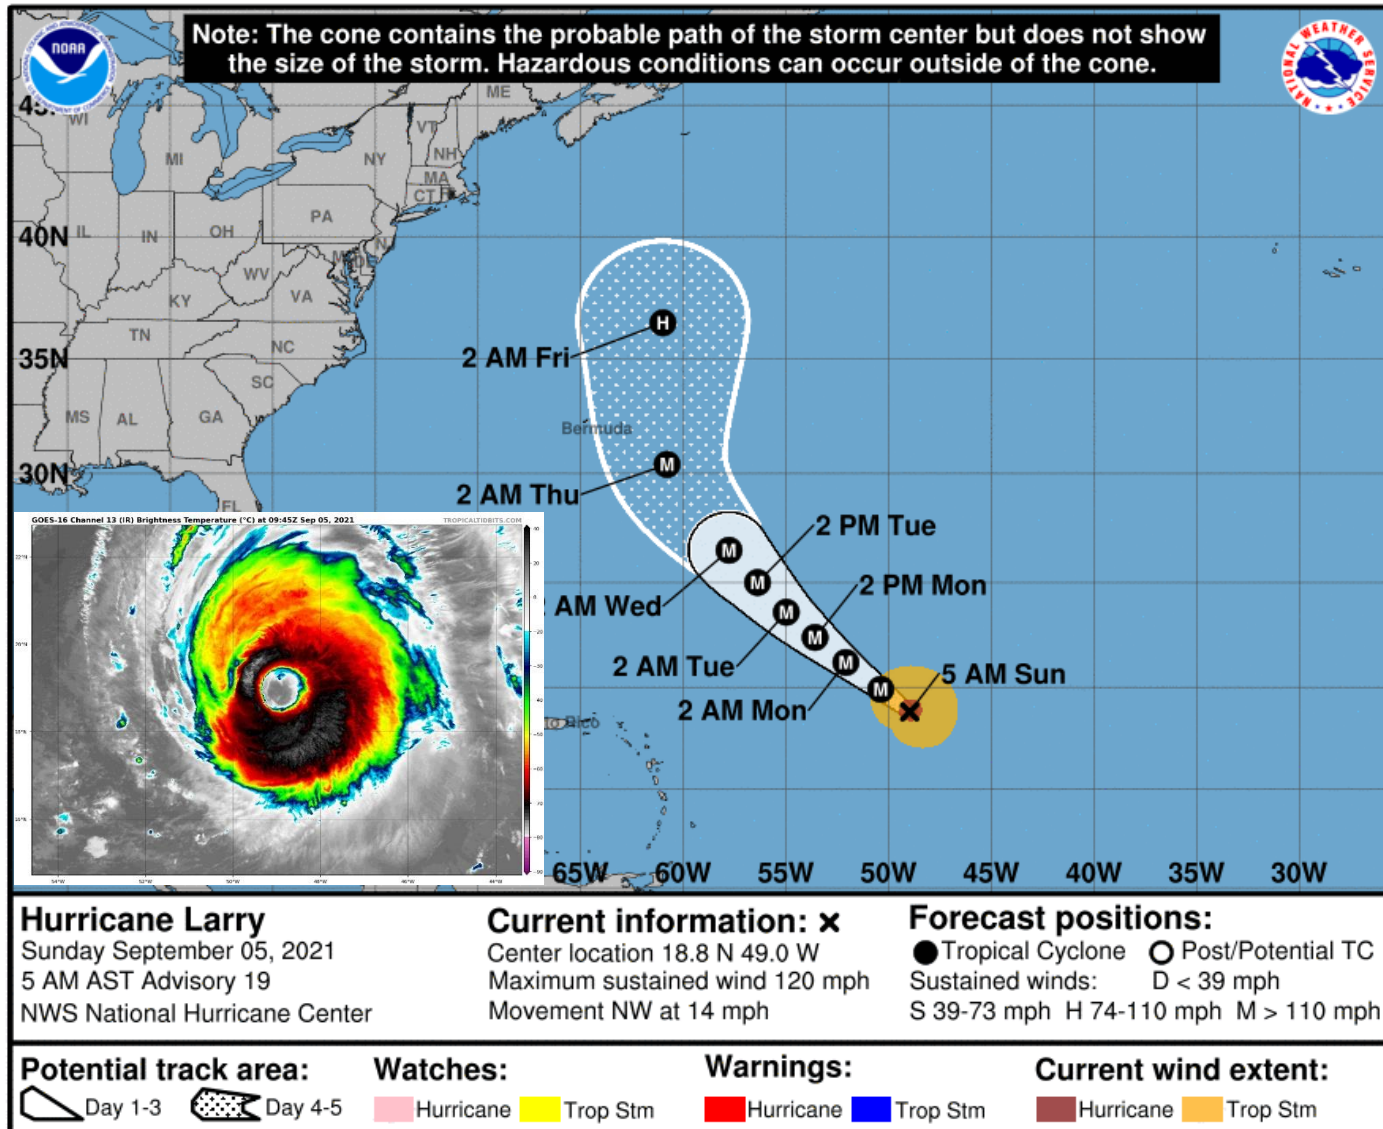 Note: The cone contains the probable path of the storm center but does not show
the size of the storm. Hazardous conditions can occur outside of the cone.
NOAA
NATIONAL WEATHER SERVICE
ME
WI
VT
NH
MI
NY
MA
CT
PA
40N
IL
IN
OH
NJ
WV
KY
VA
TN
NC
2 AM Fri
35N
SC
MS
AL
GA
Bermuda
30N
2 AM Thu
FL
GOES-16 Channel 13 (IR) Brightness Temperature (°C) at 09:45Z Sep 05, 2021
TROPICALTIDBITS.COM
2 PM Tue
2 PM Mon
AM Wed
2 AM Tue
5 AM Sun
2 AM Mon
H
M
M
M
M
M
M
M
65W 60W 55W 50W 45W 40W 35W 30W
Hurricane Larry
Sunday September 05, 2021
5 AM AST Advisory 19
NWS National Hurricane Center
Current information: ×
Center location 18.8 N 49.0 W
Maximum sustained wind 120 mph
Movement NW at 14 mph
Forecast positions:
Tropical Cyclone Post/Potential TC
Sustained winds: D < 39 mph
S 39-73 mph H 74-110 mph M > 110 mph
Potential track area:
Day 1-3 Day 4-5
Watches:
Hurricane Trop Stm
Warnings:
Hurricane Trop Stm
Current wind extent:
Hurricane Trop Stm